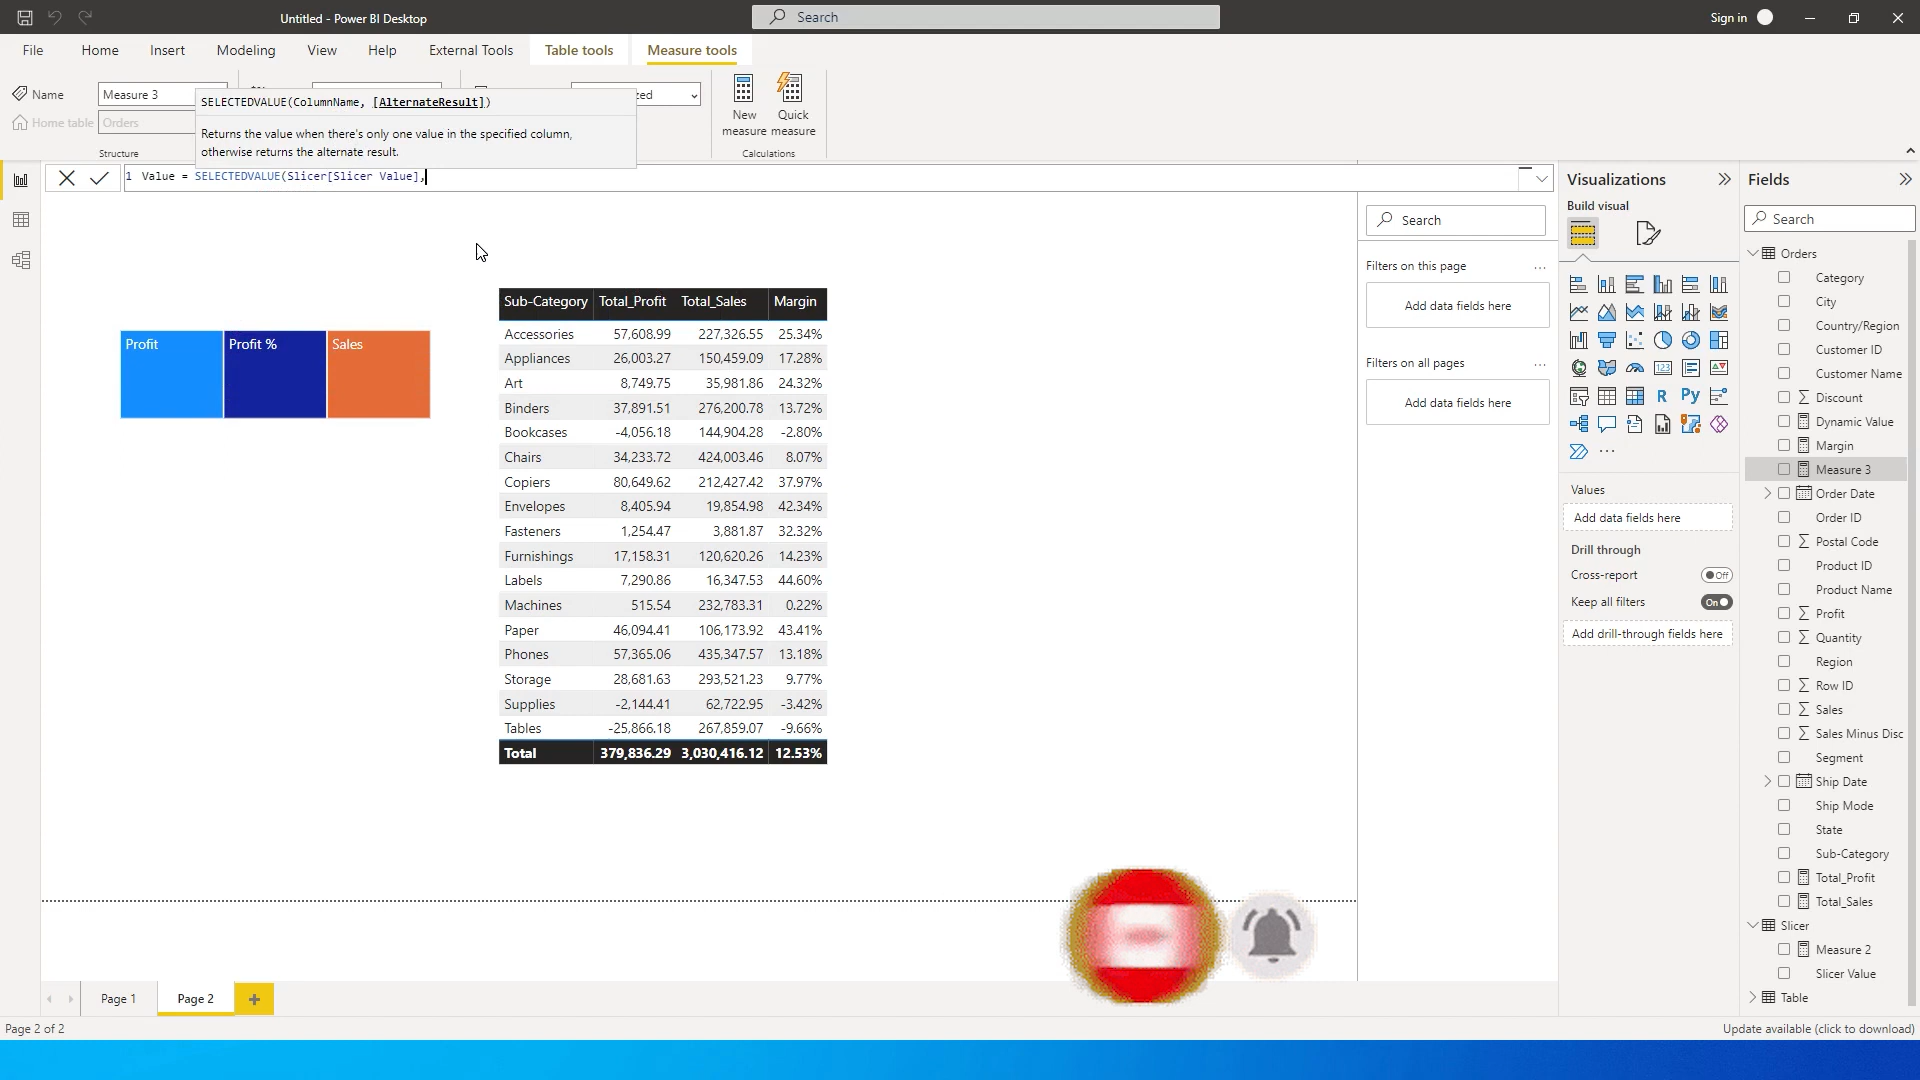 Untitled - Power BI Desktop
Search
Sign in
File Home Insert Modeling View Help External Tools Table tools Measure tools
Name Measure 3
Home table Orders
Structure
SELECTEDVALUE(ColumnName, [AlternateResult])
Returns the value when there's only one value in the specified column,
otherwise returns the alternate result.
New measure
Quick measure
Calculations
1 Value = SELECTEDVALUE(Slicer[Slicer Value],
Profit Profit % Sales
Sub-Category Total_Profit Total_Sales Margin
Accessories 57,608.99 227,326.55 25.34%
Appliances 26,003.27 150,459.09 17.28%
Art 8,749.75 35,981.86 24.32%
Binders 37,891.51 276,200.78 13.72%
Bookcases -4,056.18 144,904.28 -2.80%
Chairs 34,233.72 424,003.46 8.07%
Copiers 80,649.62 212,427.42 37.97%
Envelopes 8,405.94 19,854.98 42.34%
Fasteners 1,254.47 3,881.87 32.32%
Furnishings 17,158.31 120,620.26 14.23%
Labels 7,290.86 16,347.53 44.60%
Machines 515.54 232,783.31 0.22%
Paper 46,094.41 106,173.92 43.41%
Phones 57,365.06 435,347.57 13.18%
Storage 28,681.63 293,521.23 9.77%
Supplies -2,144.41 62,722.95 -3.42%
Tables -25,866.18 267,859.07 -9.66%
Total 379,836.29 3,030,416.12 12.53%
Search
Filters on this page ...
Add data fields here
Filters on all pages ...
Add data fields here
Visualizations
Build visual
R Py
123
...
Values
Add data fields here
Drill through
Cross-report Off
Keep all filters On
Add drill-through fields here
Fields
Search
Orders
Category
City
Country/Region
Customer ID
Customer Name
Discount
Dynamic Value
Margin
Measure 3
Order Date
Order ID
Postal Code
Product ID
Product Name
Profit
Quantity
Region
Row ID
Sales
Sales Minus Disc
Segment
Ship Date
Ship Mode
State
Sub-Category
Total_Profit
Total_Sales
Slicer
Measure 2
Slicer Value
Table
Page 1 Page 2 +
Page 2 of 2
Update available (click to download)